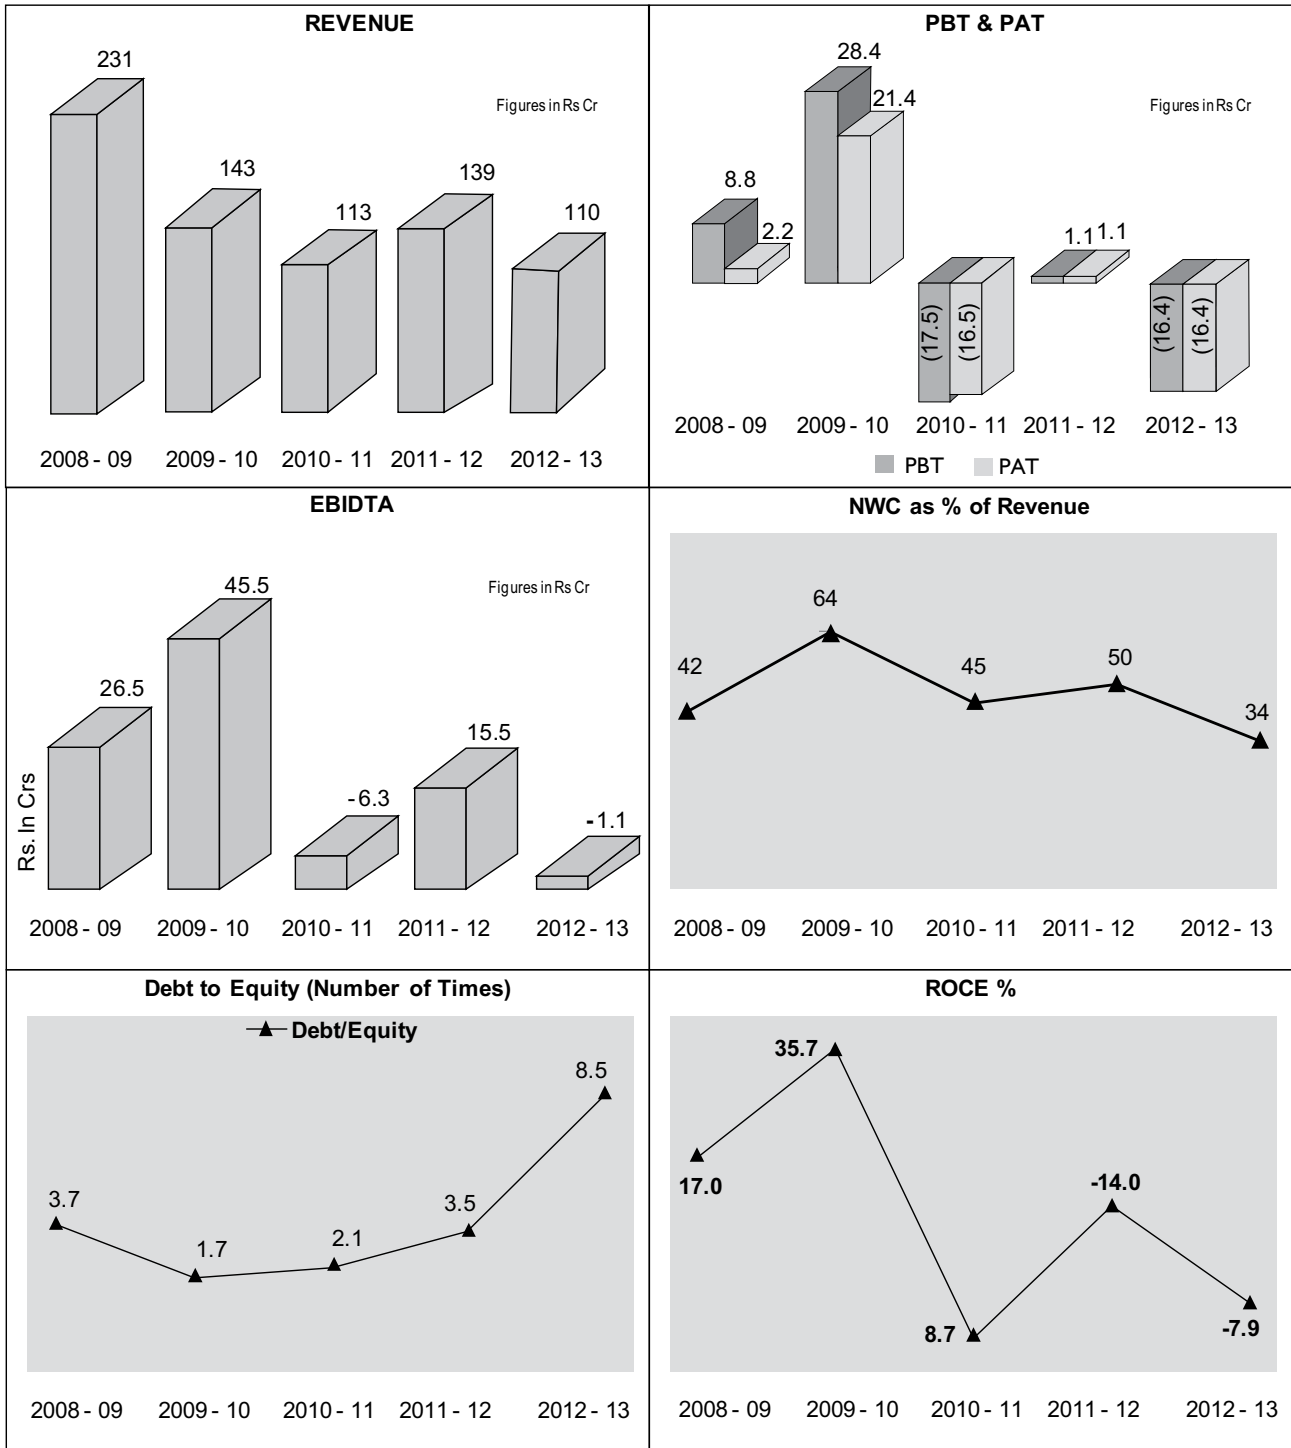 REVENUE
231
Figures in Rs Cr
143
139
113
110
2008 - 09 2009 - 10 2010 - 11 2011 - 12 2012 - 13
PBT & PAT
28.4
21.4
Figures in Rs Cr
8.8
2.2
1.1 1.1
(17.5) (16.5) (16.4) (16.4)
2008 - 09 2009 - 10 2010 - 11 2011 - 12 2012 - 13
PBT PAT
EBIDTA
45.5
Figures in Rs Cr
26.5
15.5
-6.3
-1.1
Rs. In Crs
2008 - 09 2009 - 10 2010 - 11 2011 - 12 2012 - 13
NWC as % of Revenue
64
42 45 50
34
2008 - 09 2009 - 10 2010 - 11 2011 - 12 2012 - 13
Debt to Equity (Number of Times)
Debt/Equity
8.5
3.7 3.5
1.7 2.1
2008 - 09 2009 - 10 2010 - 11 2011 - 12 2012 - 13
ROCE %
35.7
17.0 -14.0
8.7 -7.9
2008 - 09 2009 - 10 2010 - 11 2011 - 12 2012 - 13